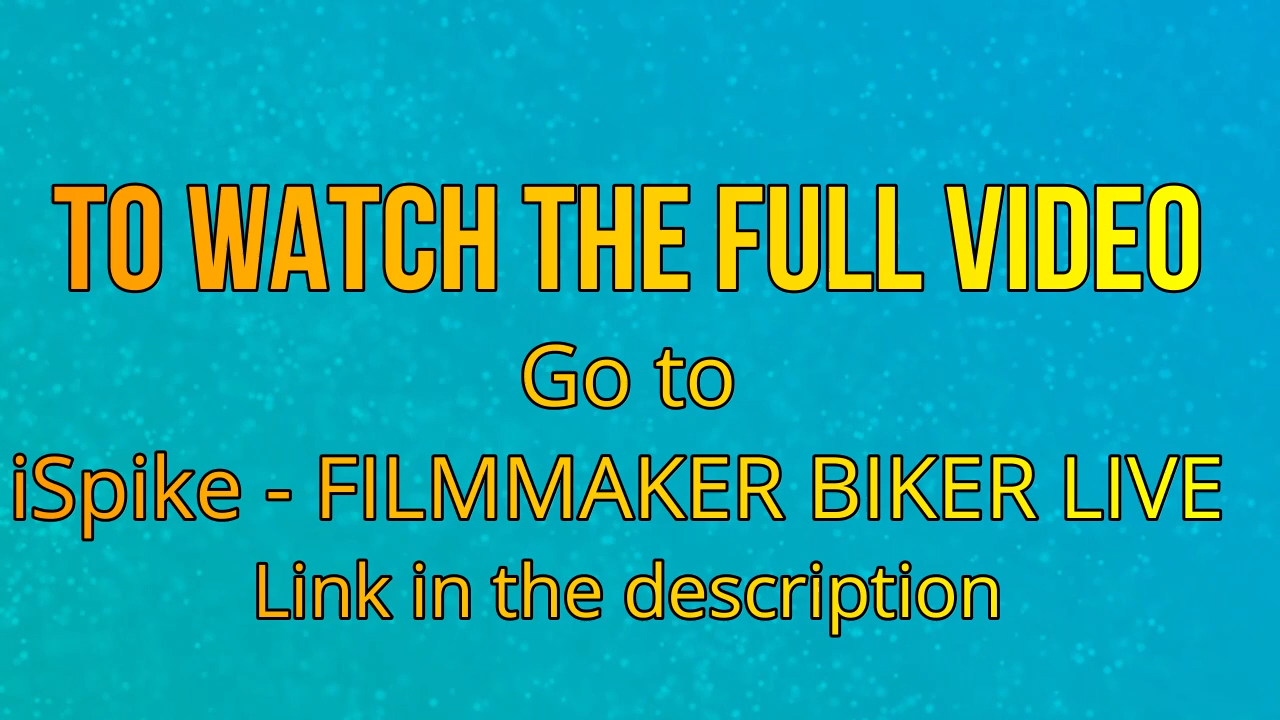 TO WATCH THE FULL VIDEO
Go to
iSpike - FILMMAKER BIKER LIVE
Link in the description